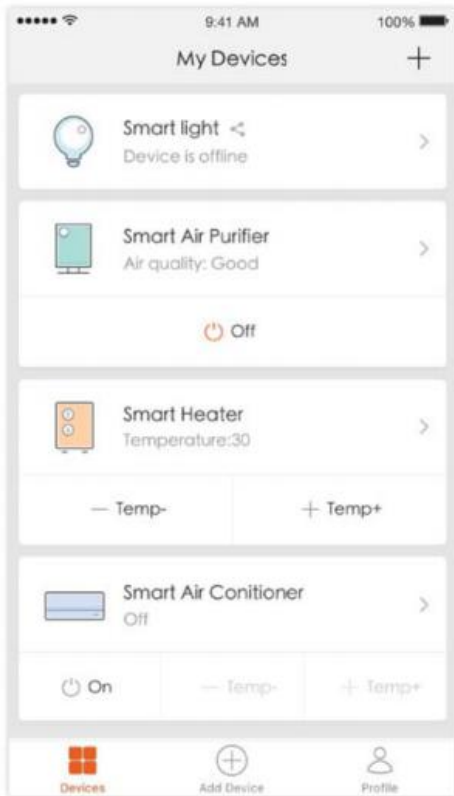 9:41 AM 100%
My Devices
Smart light
Device is offline
Smart Air Purifier
Air quality: Good
Off
Smart Heater
Temperature:30
— Temp- + Temp+
Smart Air Conitioner
Off
On — Temp- + Temp+
Devices Add Device Profile